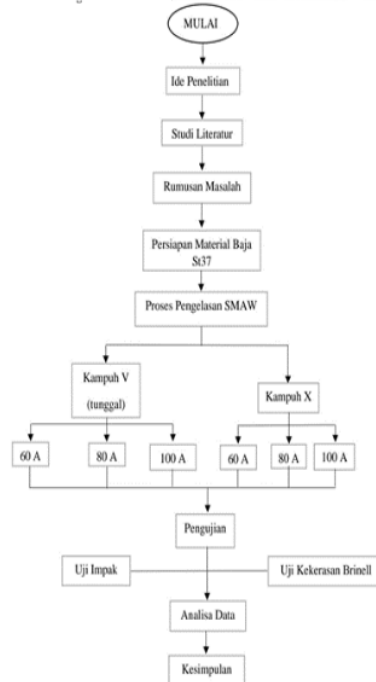 MULAI
Ide Penelitian
Studi Literatur
Rumusan Masalah
Persiapan Material Baja
St37
Proses Pengelasan SMAW
Kampuh V
(tunggal)
Kampuh X
60 A
80 A
100 A
60 A
80 A
100 A
Pengujian
Uji Impak
Uji Kekerasan Brinell
Analisa Data
Kesimpulan